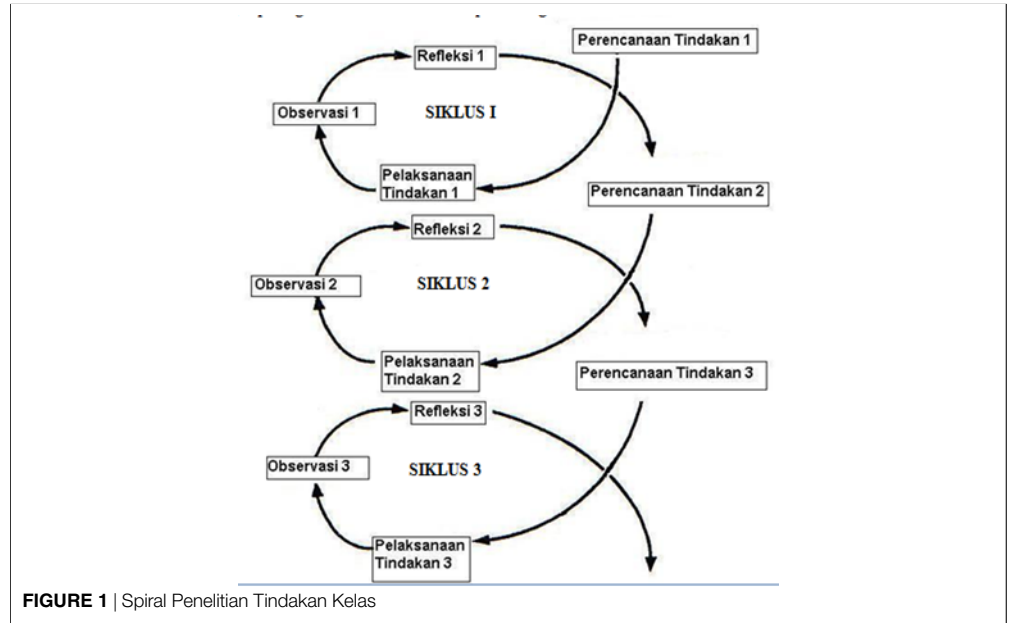 Perencanaan Tindakan 1
Refleksi 1
Observasi 1
SIKLUS I
Pelaksanaan
Tindakan 1
Perencanaan Tindakan 2
Refleksi 2
Observasi 2
SIKLUS 2
Pelaksanaan
Tindakan 2
Perencanaan Tindakan 3
Refleksi 3
Observasi 3
SIKLUS 3
Pelaksanaan
Tindakan 3
FIGURE 1 | Spiral Penelitian Tindakan Kelas